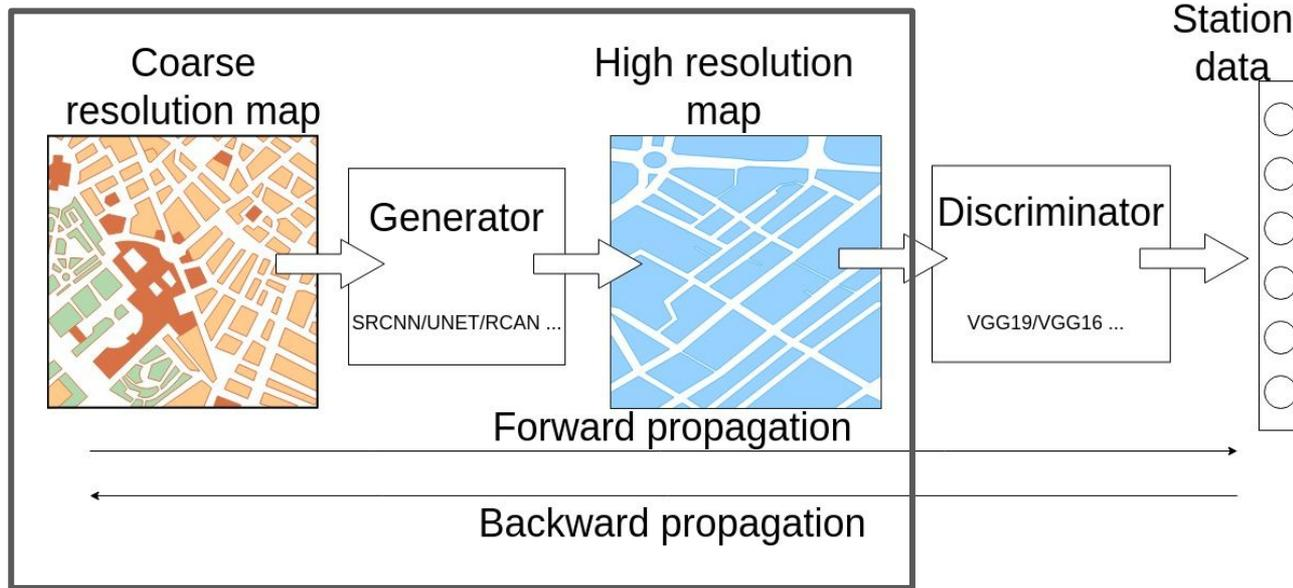 Coarse
resolution map
High resolution
map
Station
data
Generator
SRCNN/UNET/RCAN ...
Discriminator
VGG19/VGG16 ...
Forward propagation
Backward propagation